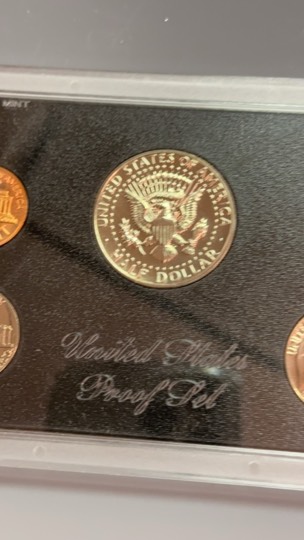 MINT
UNITED STATES OF AMERICA
HALF DOLLAR
United States
Proof Set